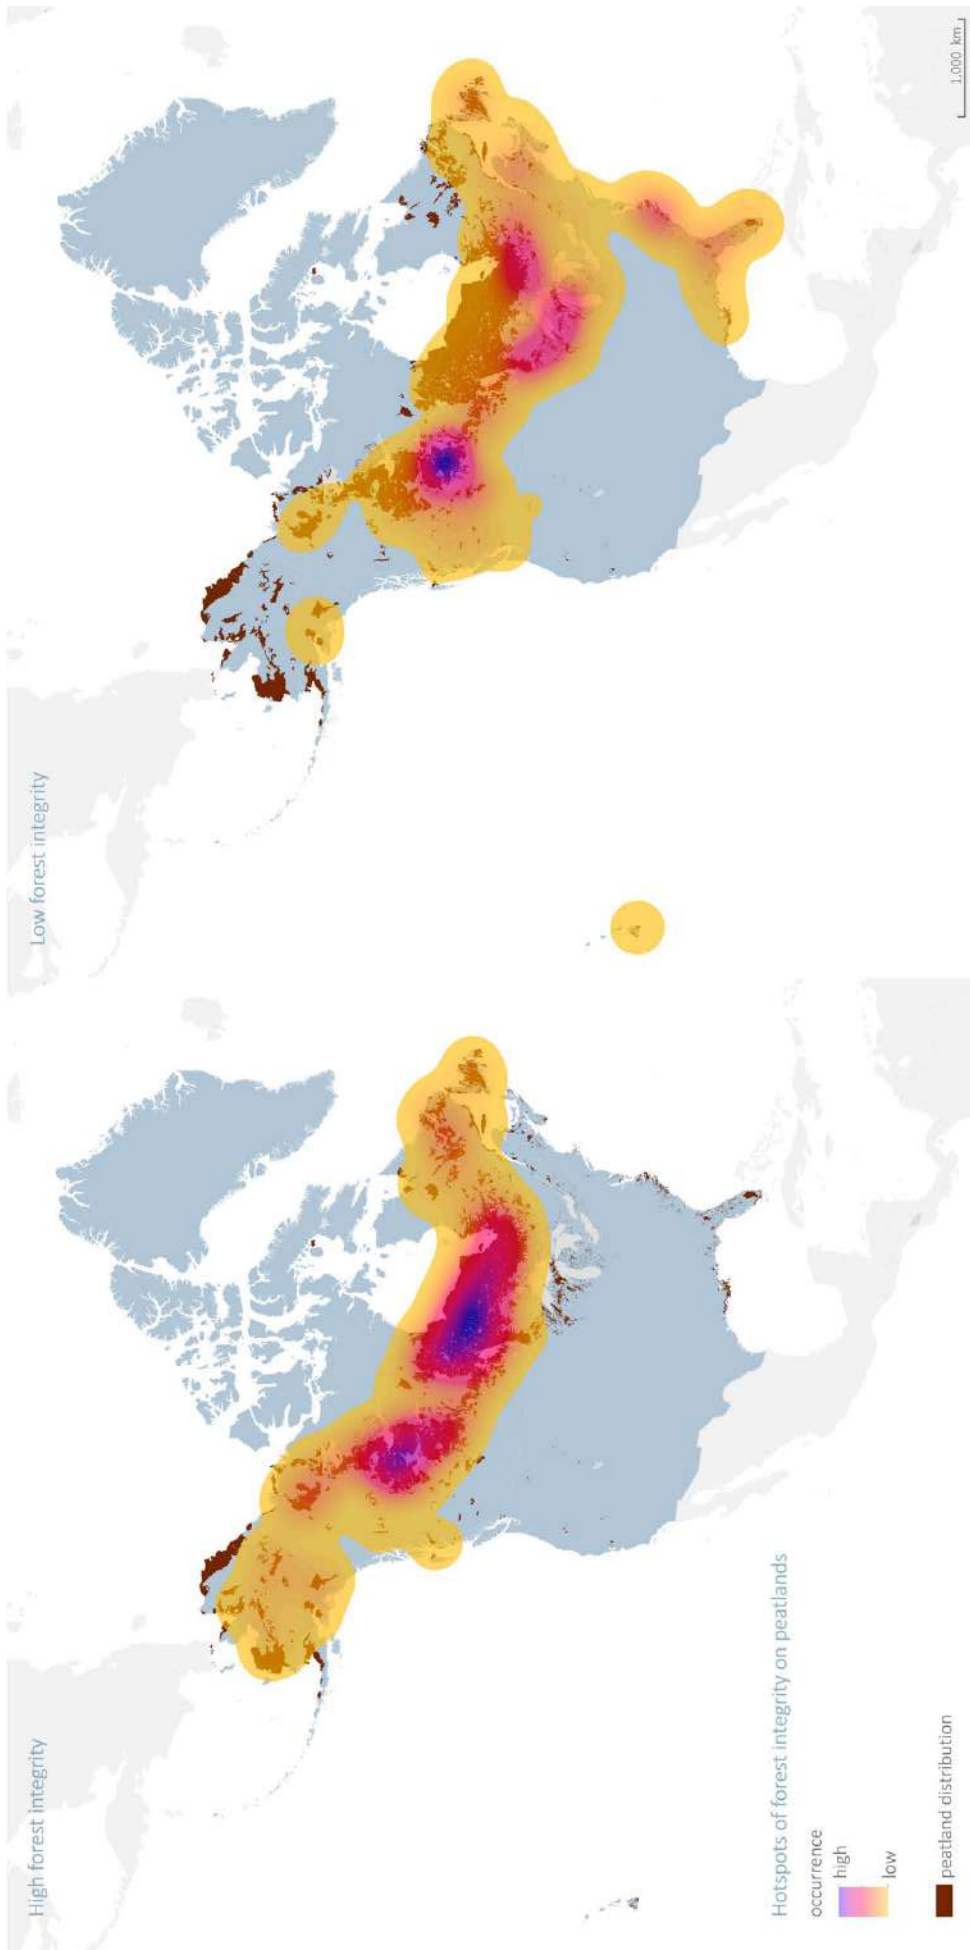 High forest integrity
Low forest integrity
Hotspots of forest integrity on peatlands
occurrence
high
low
peatland distribution
1.000 km